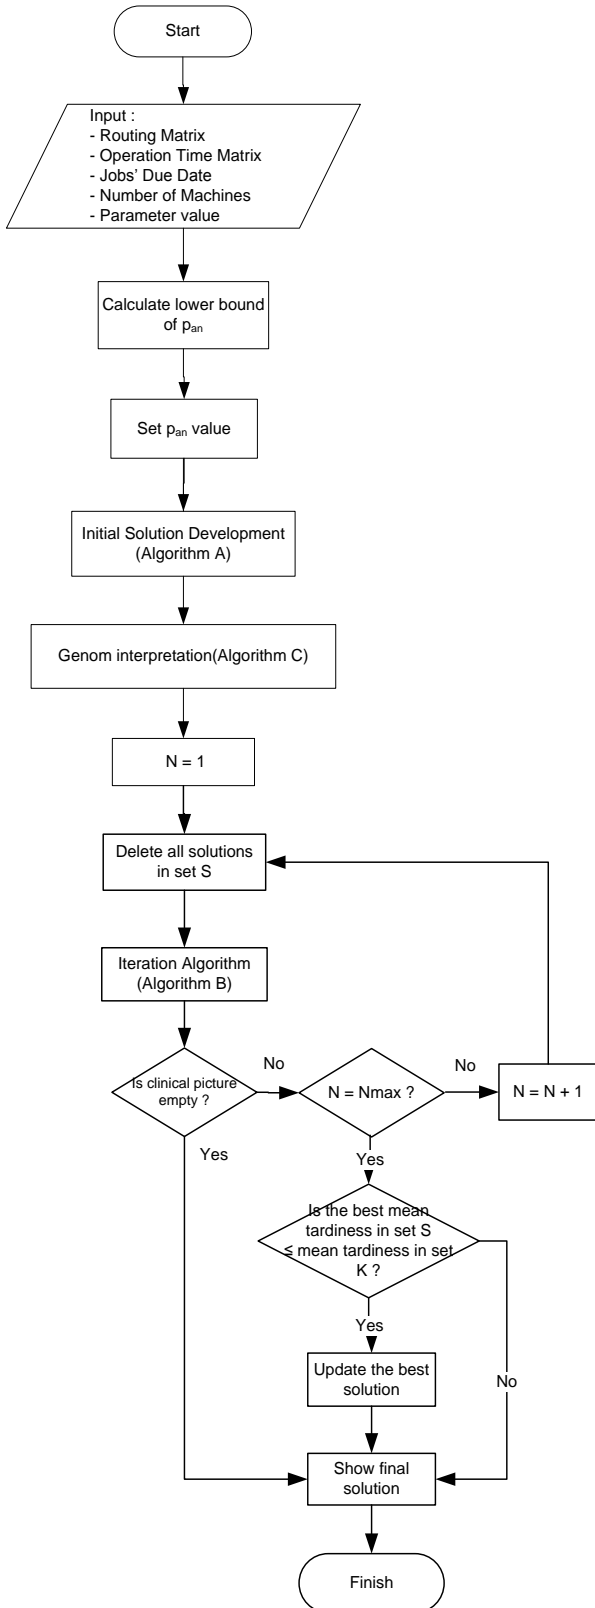 Start
Input :
- Routing Matrix
- Operation Time Matrix
- Jobs' Due Date
- Number of Machines
- Parameter value
Calculate lower bound
of pan
Set pan value
Initial Solution Development
(Algorithm A)
Genom interpretation(Algorithm C)
N = 1
Delete all solutions
in set S
Iteration Algorithm
(Algorithm B)
Is clinical picture
empty ?
No
N = Nmax ?
No
N = N + 1
Yes
Yes
Is the best mean
tardiness in set S
≤ mean tardiness in set
K ?
Yes
No
Update the best
solution
Show final
solution
Finish